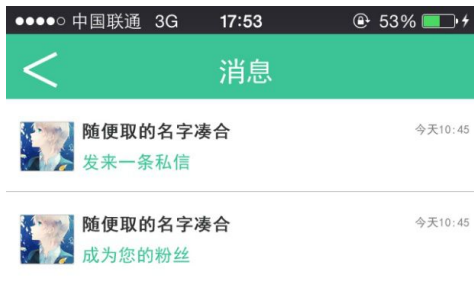 中国联通 3G 17:53 53%
消息
随便取的名字凑合 今天10:45
发来一条私信
随便取的名字凑合 今天10:45
成为您的粉丝